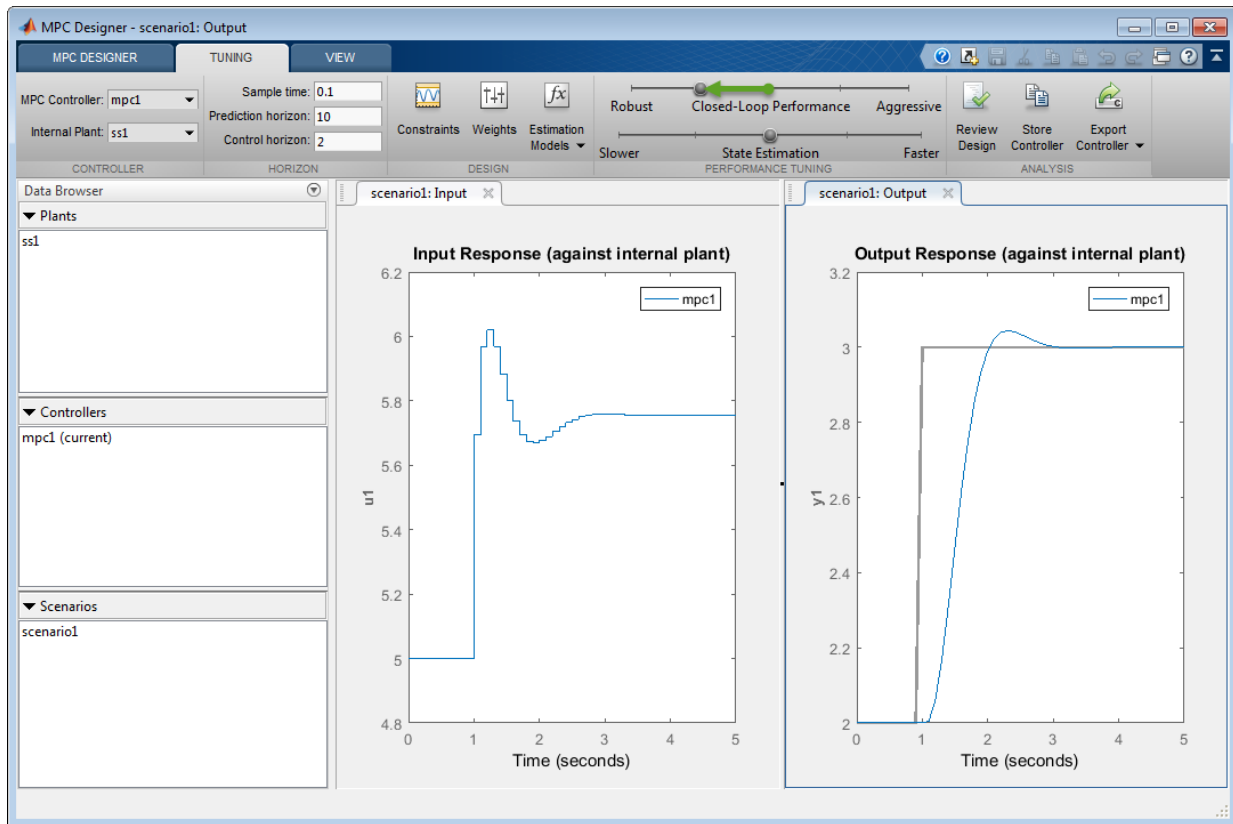 MPC Designer - scenario1: Output
MPC DESIGNER TUNING VIEW
MPC Controller: mpc1
Internal Plant: ss1
CONTROLLER
Sample time: 0.1
Prediction horizon: 10
Control horizon: 2
HORIZON
Constraints Weights Estimation
Models
DESIGN
Robust Closed-Loop Performance Aggressive
Slower State Estimation Faster
PERFORMANCE TUNING
Review Store Export
Design Controller Controller
ANALYSIS
Data Browser
Plants
ss1
Controllers
mpc1 (current)
Scenarios
scenario1
scenario1: Input
Input Response (against internal plant)
mpc1
6.2
6
5.8
5.6
5.4
5.2
5
4.8
u1
0 1 2 3 4 5
Time (seconds)
scenario1: Output
Output Response (against internal plant)
mpc1
3.2
3
2.8
2.6
2.4
2.2
2
y1
0 1 2 3 4 5
Time (seconds)